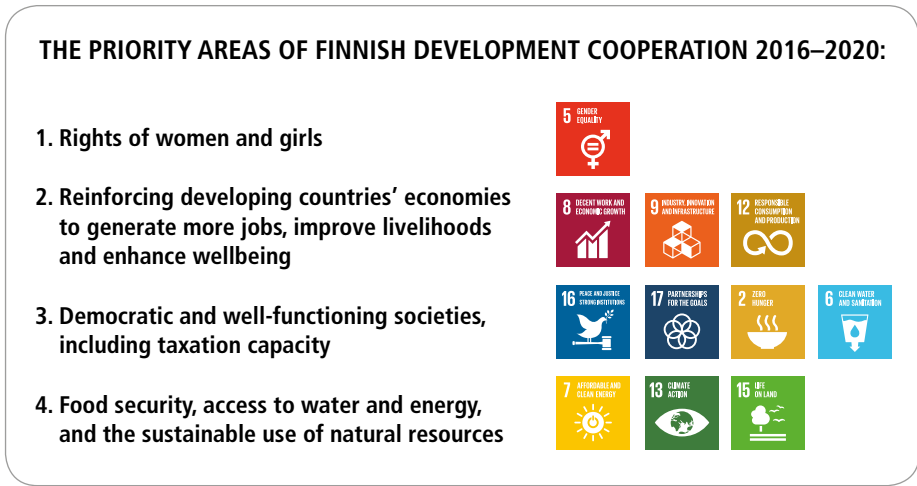 THE PRIORITY AREAS OF FINNISH DEVELOPMENT COOPERATION 2016–2020:
1. Rights of women and girls
5 GENDER
EQUALITY
2. Reinforcing developing countries’ economies
to generate more jobs, improve livelihoods
and enhance wellbeing
8 DECENT WORK AND
ECONOMIC GROWTH
9 INDUSTRY, INNOVATION
AND INFRASTRUCTURE
12 RESPONSIBLE
CONSUMPTION
AND PRODUCTION
3. Democratic and well-functioning societies,
including taxation capacity
16 PEACE AND JUSTICE
STRONG INSTITUTIONS
17 PARTNERSHIPS
FOR THE GOALS
2 ZERO
HUNGER
6 CLEAN WATER
AND SANITATION
4. Food security, access to water and energy,
and the sustainable use of natural resources
7 AFFORDABLE AND
CLEAN ENERGY
13 CLIMATE
ACTION
15 LIFE
ON LAND